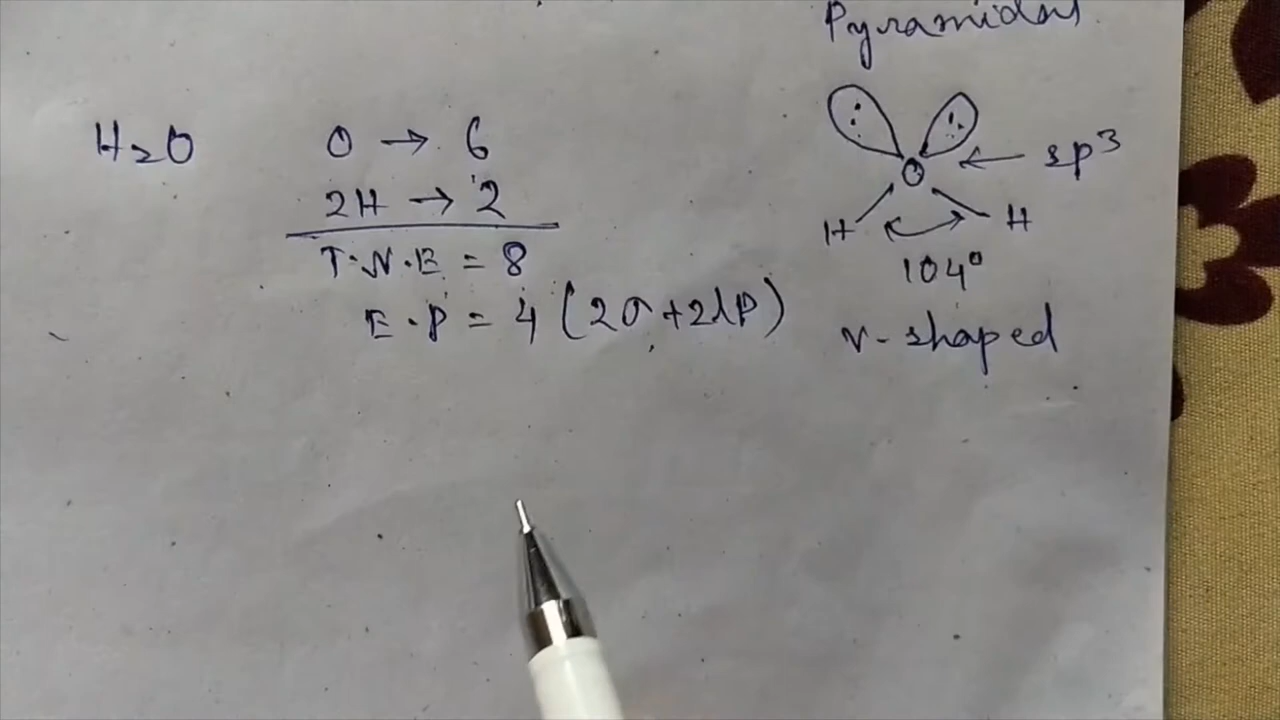 Pyramidal
H2O O → 6
2H → 2
T.N.E = 8
E.P = 4 (2σ+2lp)
O ← sp³
H H
104°
v-shaped